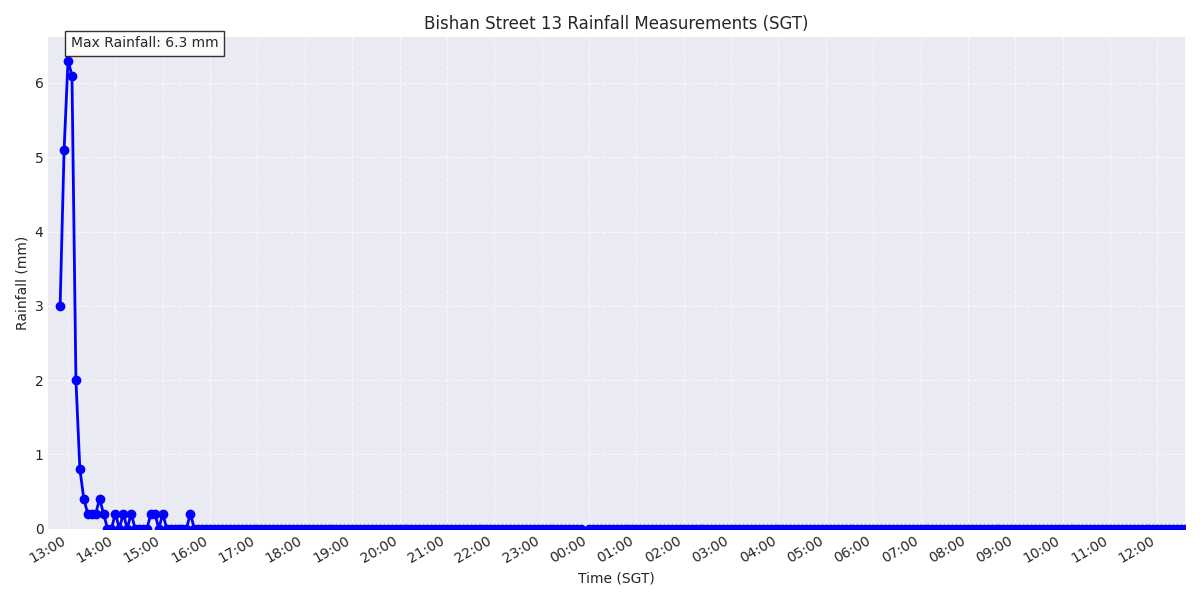 Bishan Street 13 Rainfall Measurements (SGT)
Max Rainfall: 6.3 mm
6
5
4
3
2
1
0
Rainfall (mm)
13:00 14:00 15:00 16:00 17:00 18:00 19:00 20:00 21:00 22:00 23:00 00:00 01:00 02:00 03:00 04:00 05:00 06:00 07:00 08:00 09:00 10:00 11:00 12:00
Time (SGT)